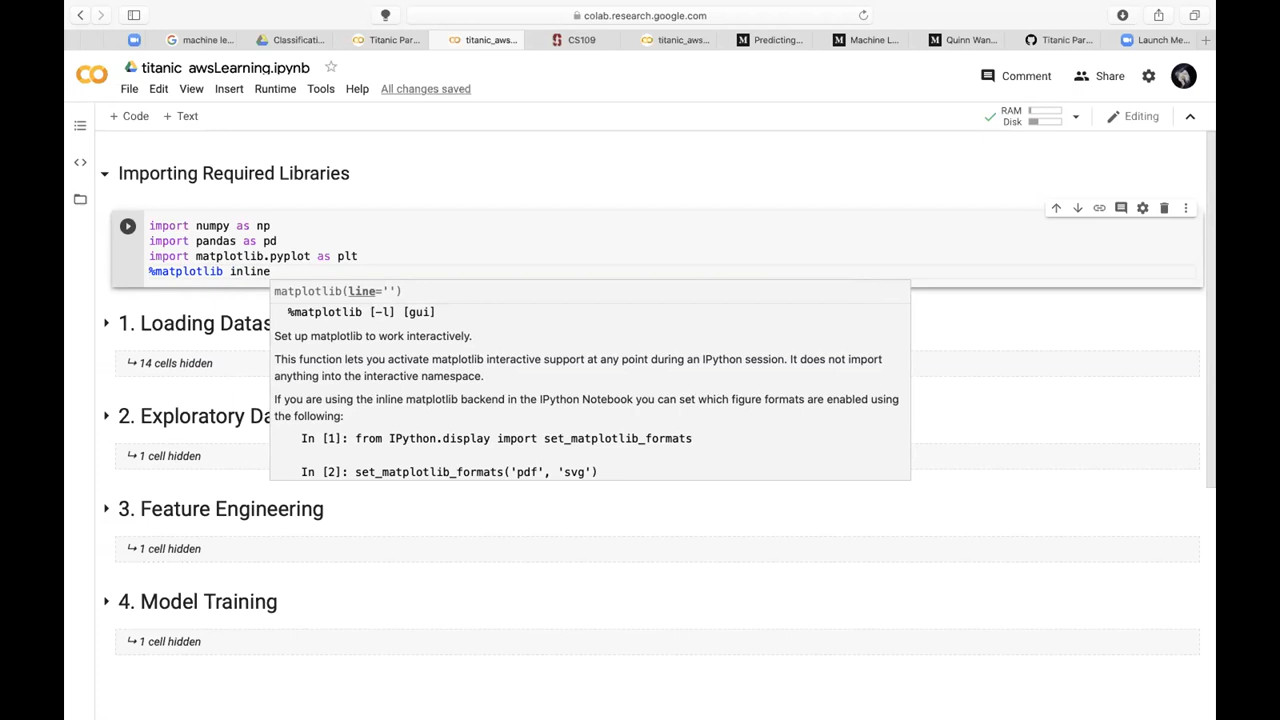 colab.research.google.com
machine le...
Classificati...
Titanic Par...
titanic_aws...
CS109
titanic_aws...
Predicting...
Machine L...
Quinn Wan...
Titanic Par...
Launch Me...
titanic_awsLearning.ipynb
Comment
Share
File Edit View Insert Runtime Tools Help All changes saved
+ Code + Text
RAM
Disk
Editing
Importing Required Libraries
import numpy as np
import pandas as pd
import matplotlib.pyplot as plt
%matplotlib inline
matplotlib(line='')
%matplotlib [-l] [gui]
Set up matplotlib to work interactively.
This function lets you activate matplotlib interactive support at any point during an IPython session. It does not import
anything into the interactive namespace.
If you are using the inline matplotlib backend in the IPython Notebook you can set which figure formats are enabled using
the following:
In [1]: from IPython.display import set_matplotlib_formats
In [2]: set_matplotlib_formats('pdf', 'svg')
1. Loading Datas
14 cells hidden
2. Exploratory Da
1 cell hidden
3. Feature Engineering
1 cell hidden
4. Model Training
1 cell hidden